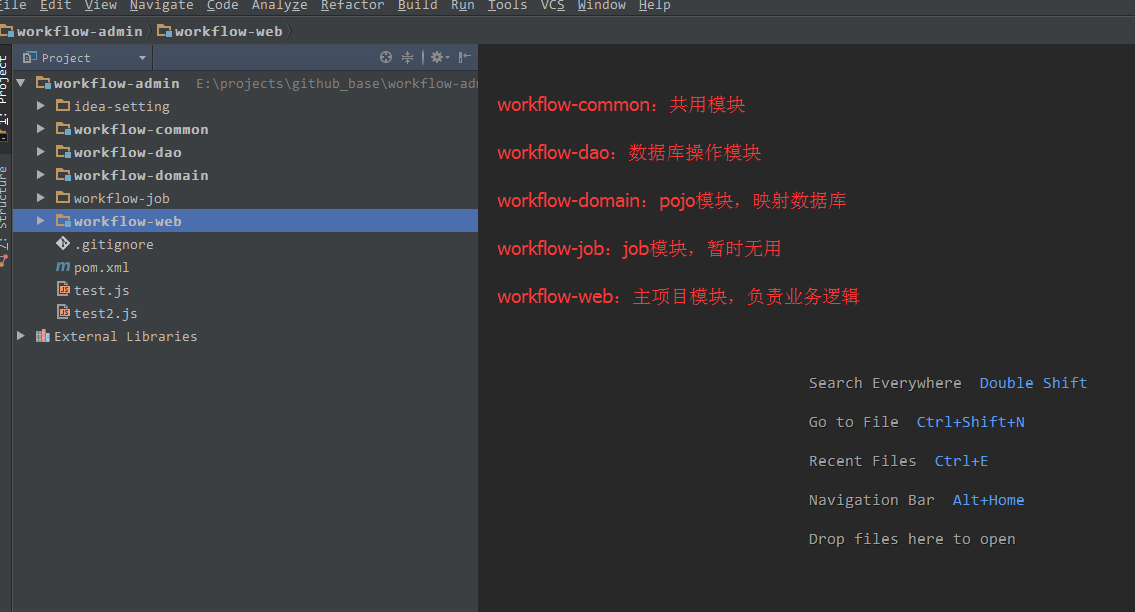 File Edit View Navigate Code Analyze Refactor Build Run Tools VCS Window Help
workflow-admin workflow-web
1: Project
Project
workflow-admin E:\projects\github_base\workflow-adm
idea-setting
workflow-common
workflow-dao
workflow-domain
workflow-job
workflow-web
.gitignore
pom.xml
test.js
test2.js
External Libraries
7: Structure
workflow-common：共用模块
workflow-dao：数据库操作模块
workflow-domain：pojo模块，映射数据库
workflow-job：job模块，暂时无用
workflow-web：主项目模块，负责业务逻辑
Search Everywhere Double Shift
Go to File Ctrl+Shift+N
Recent Files Ctrl+E
Navigation Bar Alt+Home
Drop files here to open